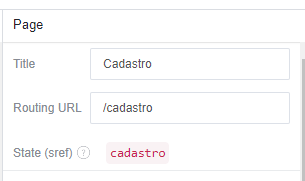 Page
Title Cadastro
Routing URL /cadastro
State (sref) ? cadastro